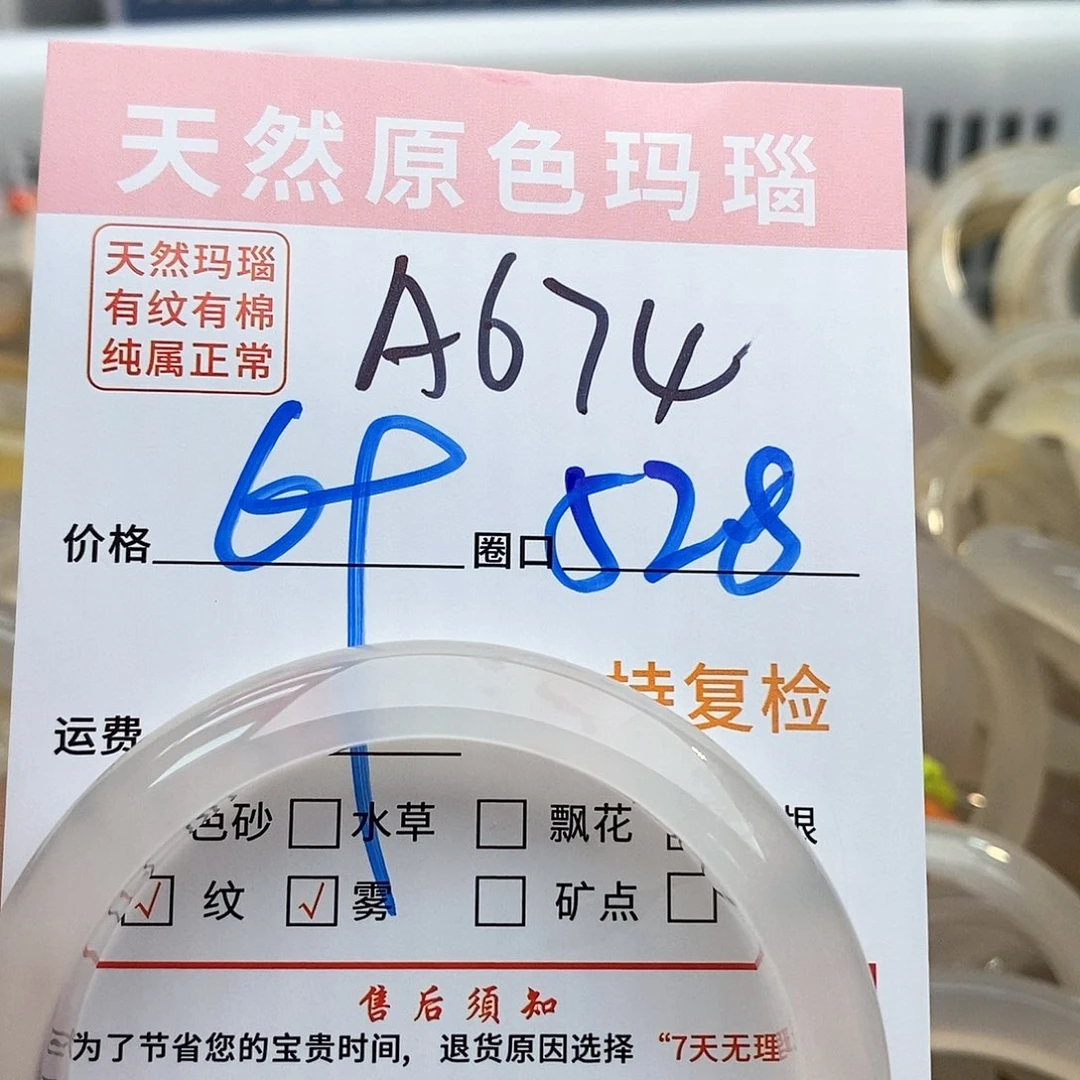 天然原色玛瑙
天然玛瑙
有纹有棉
纯属正常
A674
价格 69 圈口 528
运费
持复检
色砂 水草 飘花
√ 纹 √ 雾 矿点
售后须知
为了节省您的宝贵时间， 退货原因选择 “7天无理